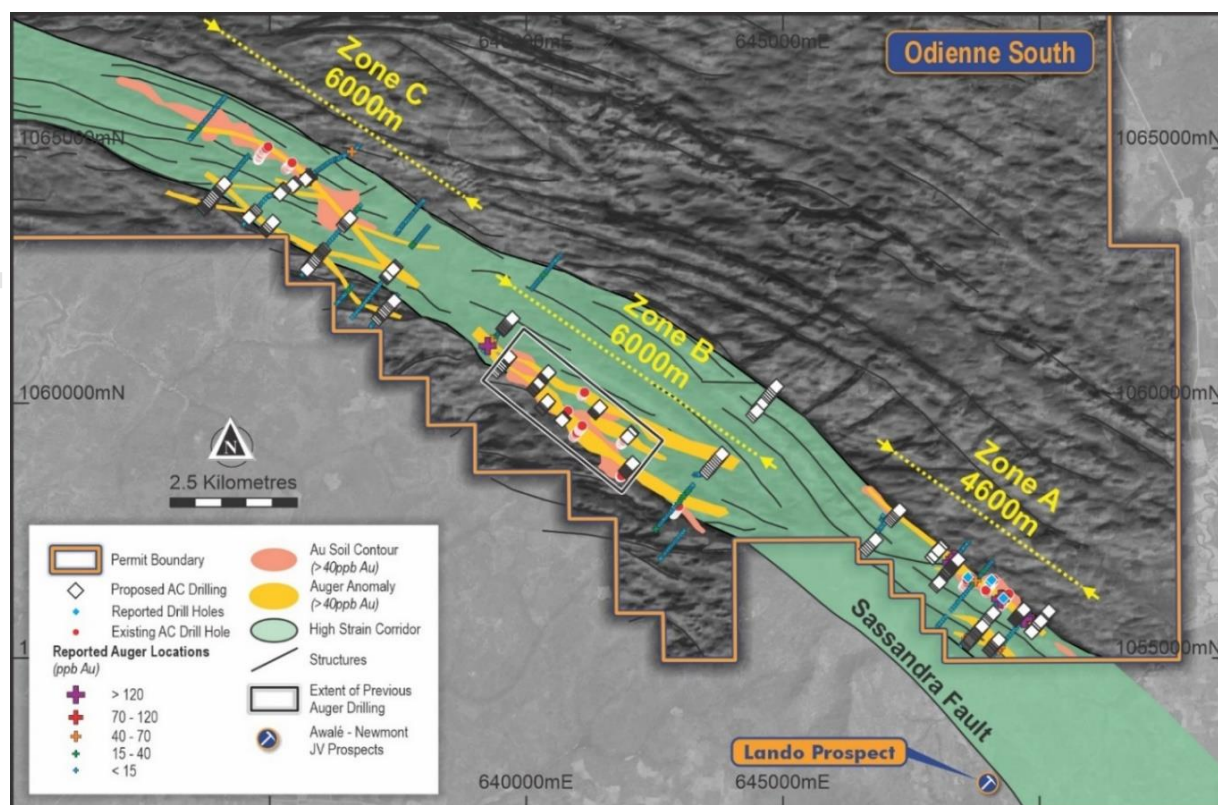 640000mE
645000mE
Odienne South
Zone C
6000m
1065000mN
1065000mN
Zone B
6000m
1060000mN
1060000mN
Zone A
4600m
N
2.5 Kilometres
Permit Boundary
Proposed AC Drilling
Reported Drill Holes
Existing AC Drill Hole
Reported Auger Locations
(ppb Au)
> 120
70 - 120
40 - 70
15 - 40
< 15
Au Soil Contour
(>40ppb Au)
Auger Anomaly
(>40ppb Au)
High Strain Corridor
Structures
Extent of Previous
Auger Drilling
Awalé - Newmont
JV Prospects
1055000mN
Sassandra Fault
Lando Prospect
640000mE
645000mE